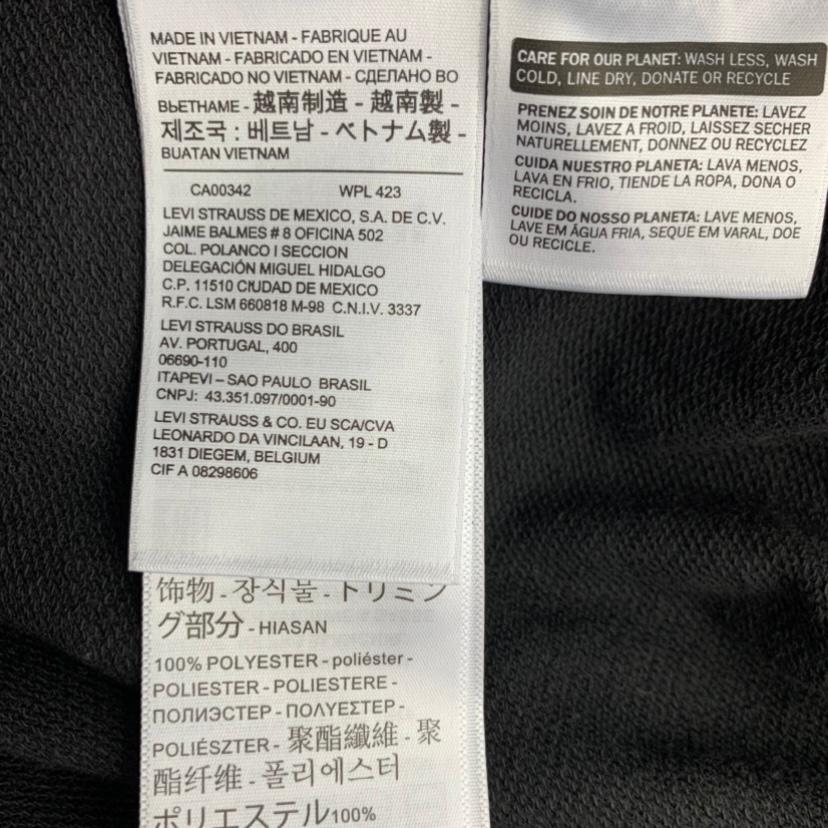 MADE IN VIETNAM - FABRIQUE AU
VIETNAM - FABRICADO EN VIETNAM -
FABRICADO NO VIETNAM - СДЕЛАНО ВО
ВЬЕТНАМЕ - 越南制造 - 越南製 -
제조국 : 베트남 - ベトナム製 -
BUATAN VIETNAM
CA00342 WPL 423
LEVI STRAUSS DE MEXICO, S.A. DE C.V.
JAIME BALMES # 8 OFICINA 502
COL. POLANCO I SECCION
DELEGACIÓN MIGUEL HIDALGO
C.P. 11510 CIUDAD DE MEXICO
R.F.C. LSM 660818 M-98 C.N.I.V. 3337
LEVI STRAUSS DO BRASIL
AV. PORTUGAL, 400
06690-110
ITAPEVI – SAO PAULO BRASIL
CNPJ: 43.351.097/0001-90
LEVI STRAUSS & CO. EU SCA/CVA
LEONARDO DA VINCILAAN, 19 - D
1831 DIEGEM, BELGIUM
CIF A 08298606
饰物 - 장식물 - トリミン
グ部分 - HIASAN
100% POLYESTER - poliéster -
POLIESTER - POLIESTERE -
ПОЛИЭСТЕР - ΠΟΛΥΕΣΤΕΡ -
POLIÉSZTER - 聚酯纖維 - 聚
酯纤维 - 폴리에스터
ポリエステル100%
CARE FOR OUR PLANET: WASH LESS, WASH
COLD, LINE DRY, DONATE OR RECYCLE
PRENEZ SOIN DE NOTRE PLANETE: LAVEZ
MOINS, LAVEZ A FROID, LAISSEZ SECHER
NATURELLEMENT, DONNEZ OU RECYCLEZ
CUIDA NUESTRO PLANETA: LAVA MENOS,
LAVA EN FRIO, TIENDE LA ROPA, DONA O
RECICLA.
CUIDE DO NOSSO PLANETA: LAVE MENOS,
LAVE EM ÁGUA FRIA, SEQUE EM VARAL, DOE
OU RECICLE.